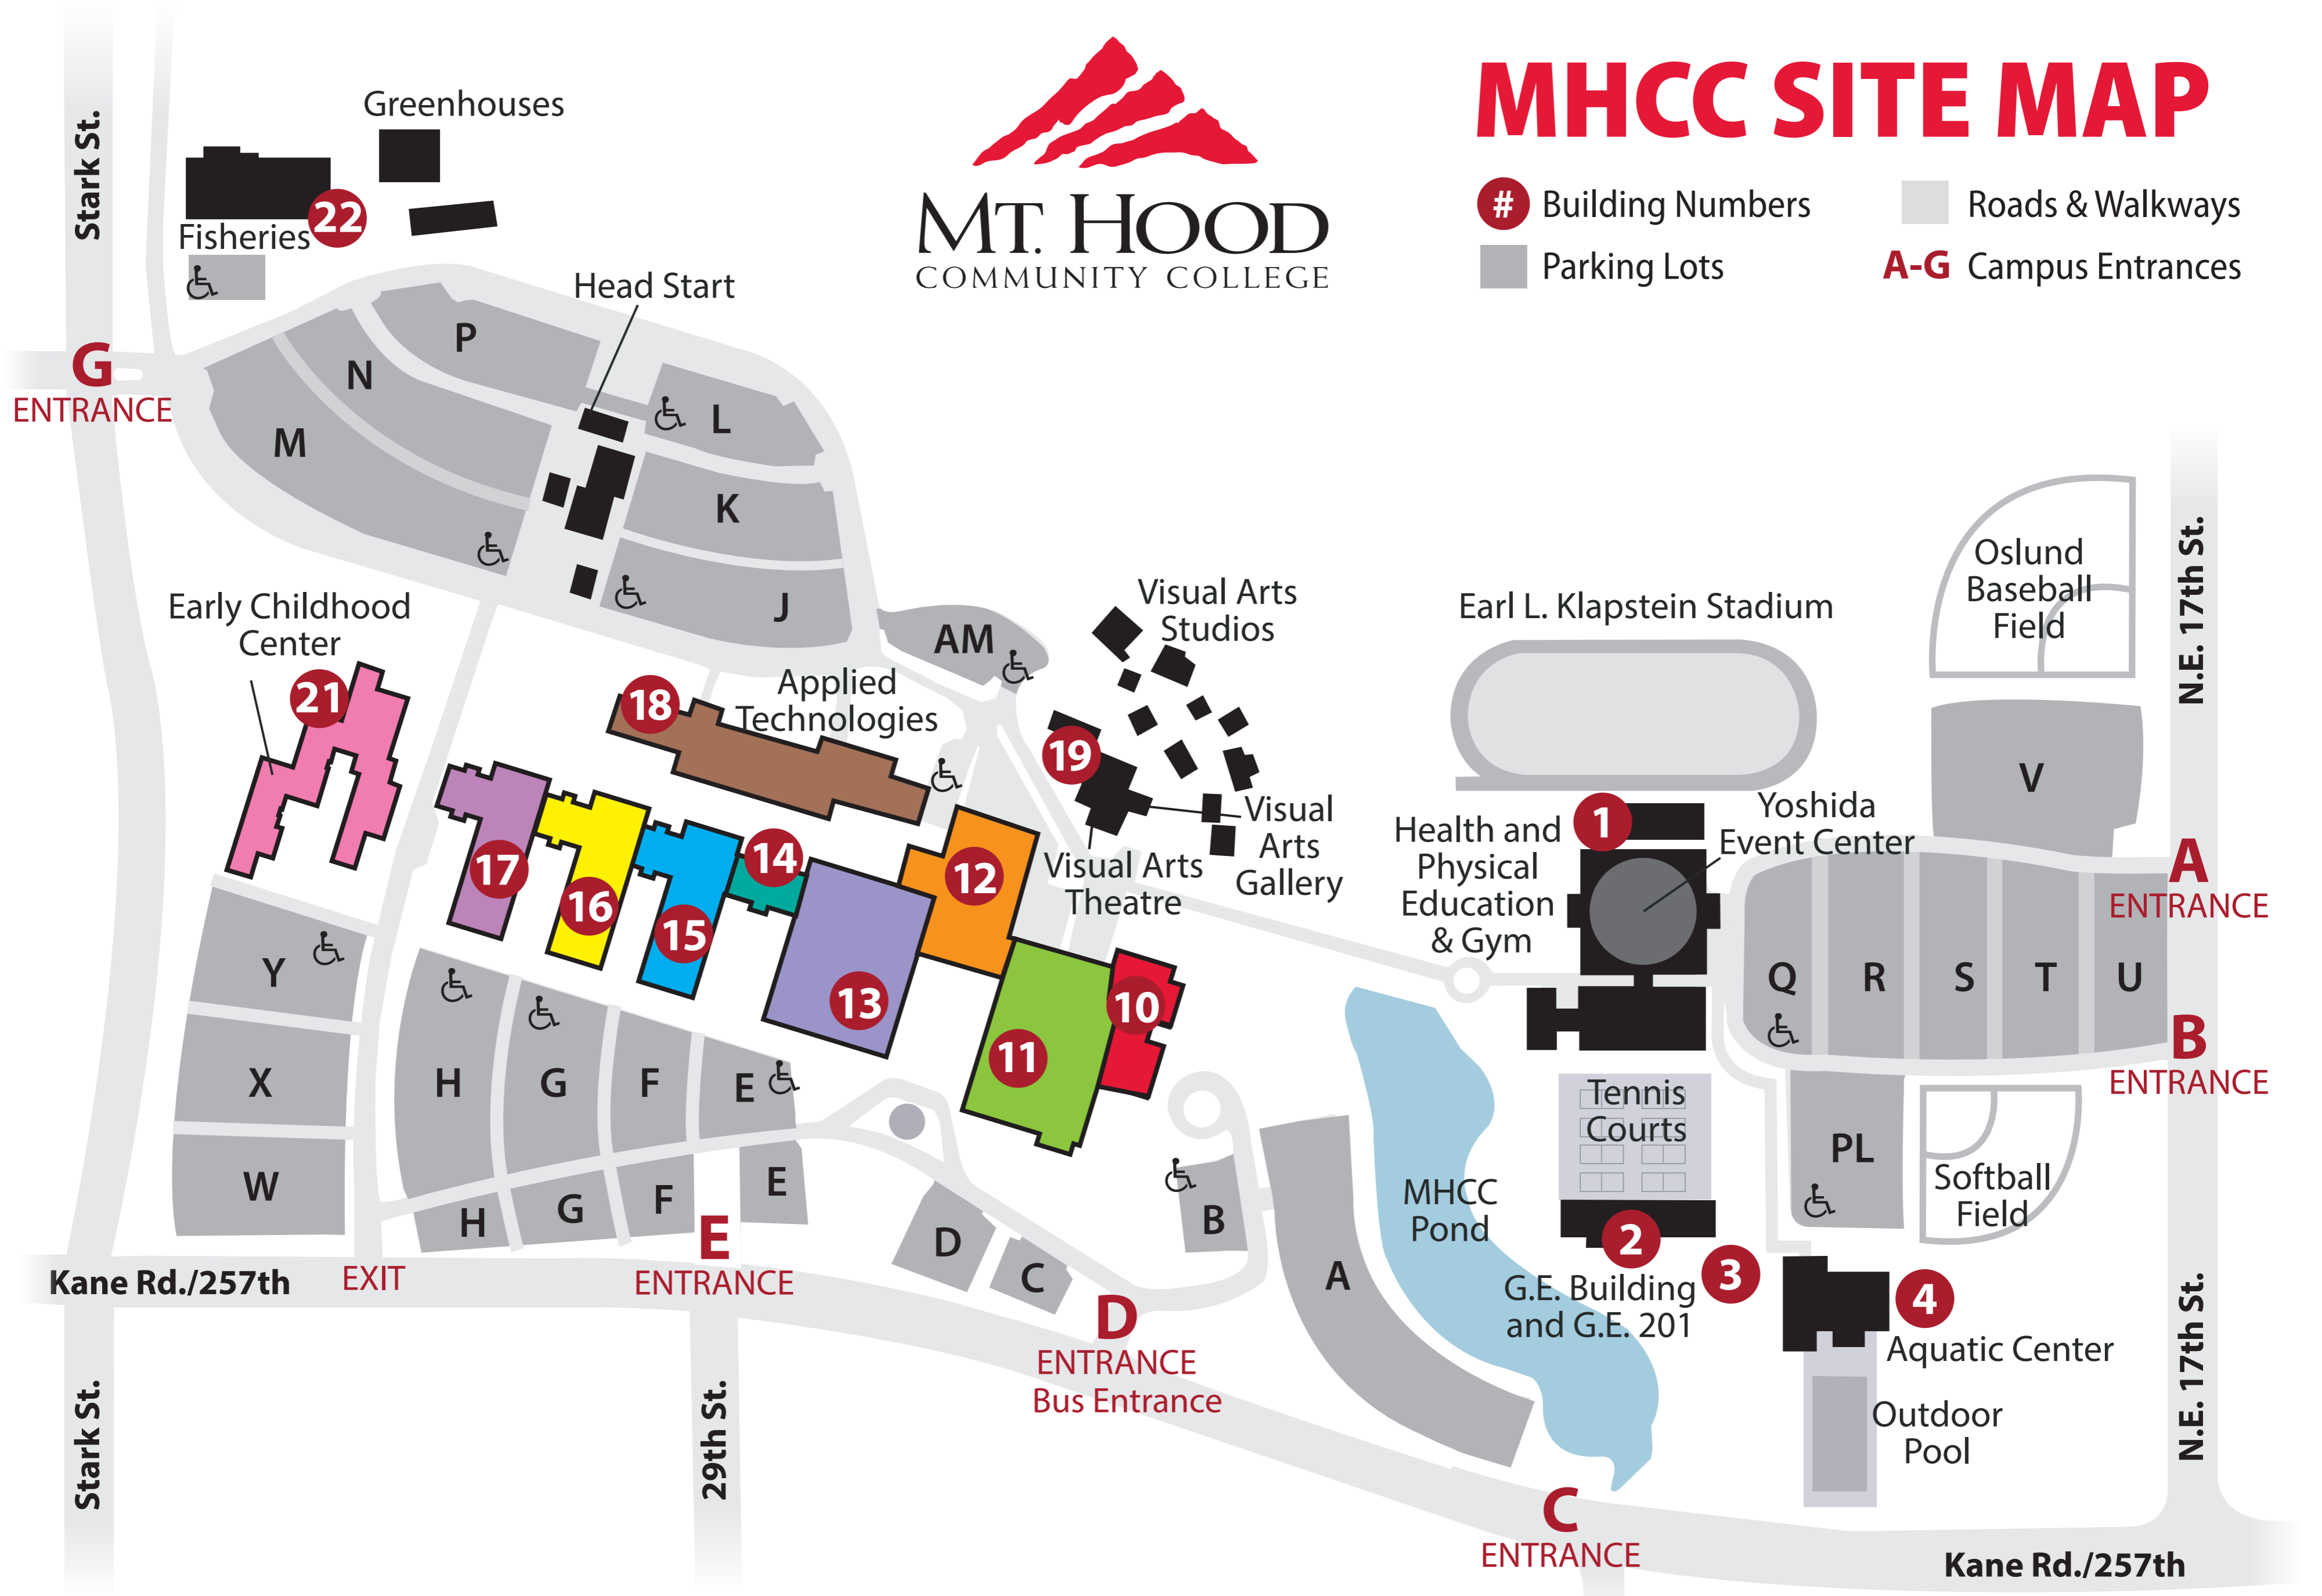 MHCC SITE MAP
# Building Numbers
Roads & Walkways
Parking Lots
A-G Campus Entrances
MT. HOOD
COMMUNITY COLLEGE
Stark St.
Greenhouses
22
Fisheries
Head Start
G
ENTRANCE
P
N
M
L
K
J
AM
Early Childhood
Center
21
18
Applied
Technologies
Visual Arts
Studios
19
Visual
Arts
Gallery
Visual Arts
Theatre
Earl L. Klapstein Stadium
Oslund
Baseball
Field
N.E. 17th St.
V
1
Yoshida
Event Center
Health and
Physical
Education
& Gym
A
ENTRANCE
17
16
15
14
13
12
11
10
Q
R
S
T
U
B
ENTRANCE
Y
X
W
H
G
F
E
H
G
F
E
Tennis
Courts
PL
Softball
Field
MHCC
Pond
2
G.E. Building
and G.E. 201
3
4
Aquatic Center
Outdoor
Pool
D
C
B
A
Kane Rd./257th
EXIT
E
ENTRANCE
D
ENTRANCE
Bus Entrance
Stark St.
29th St.
N.E. 17th St.
C
ENTRANCE
Kane Rd./257th